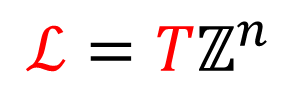 ℒ = Tℤⁿ